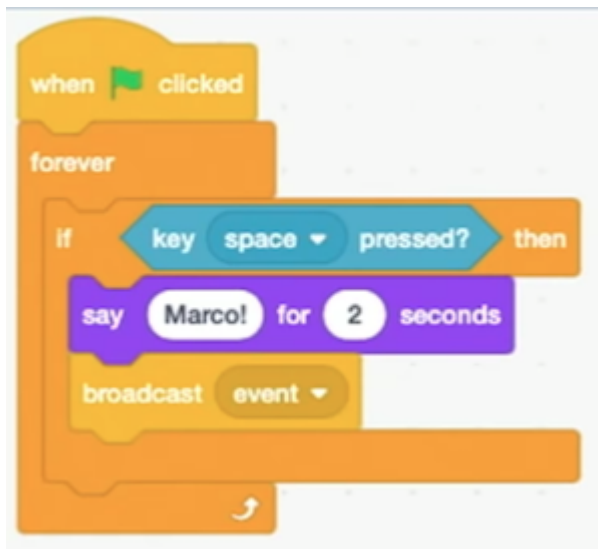 when clicked
forever
if key space pressed? then
say Marco! for 2 seconds
broadcast event